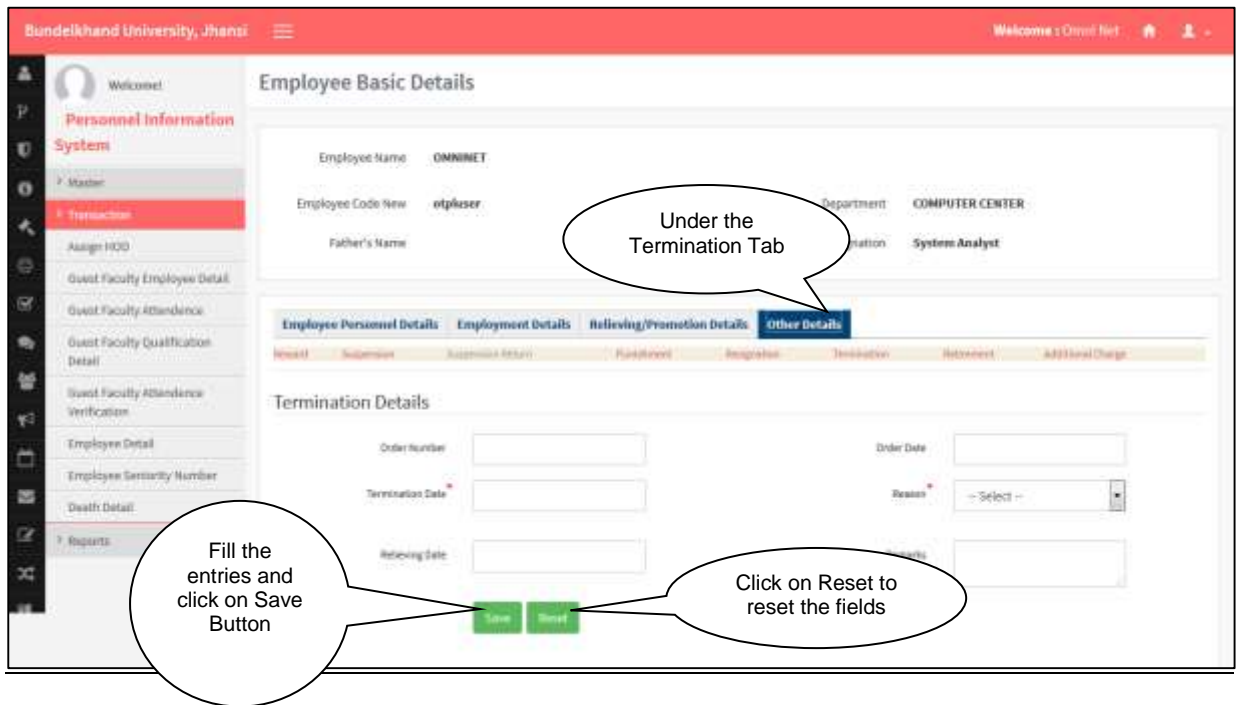 Bundelkhand University, Jhansi
Welcome : Omni Net
Welcome!
Personnel Information
System
Master
Transaction
Assign HOD
Guest Faculty Employee Detail
Guest Faculty Attendence
Guest Faculty Qualification
Detail
Guest Faculty Attendence
Verification
Employee Detail
Employee Seniority Number
Death Detail
Reports
Employee Basic Details
Employee Name OMNINET
Employee Code New otpluser
Department COMPUTER CENTER
Father's Name
System Analyst
Under the
Termination Tab
Employee Personnel Details Employment Details Relieving/Promotion Details Other Details
Reward Suspension Suspension Return Punishment Resignation Termination Retirement Additional Charge
Termination Details
Order Number
Order Date
Termination Date *
Reason * -- Select --
Relieving Date
Remarks
Save Reset
Fill the
entries and
click on Save
Button
Click on Reset to
reset the fields